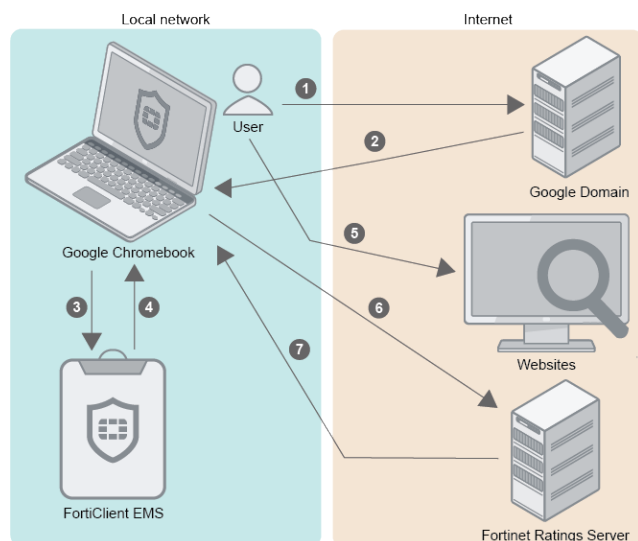 Local network
Internet
1
User
2
Google Domain
Google Chromebook
5
3
4
6
Websites
7
FortiClient EMS
Fortinet Ratings Server